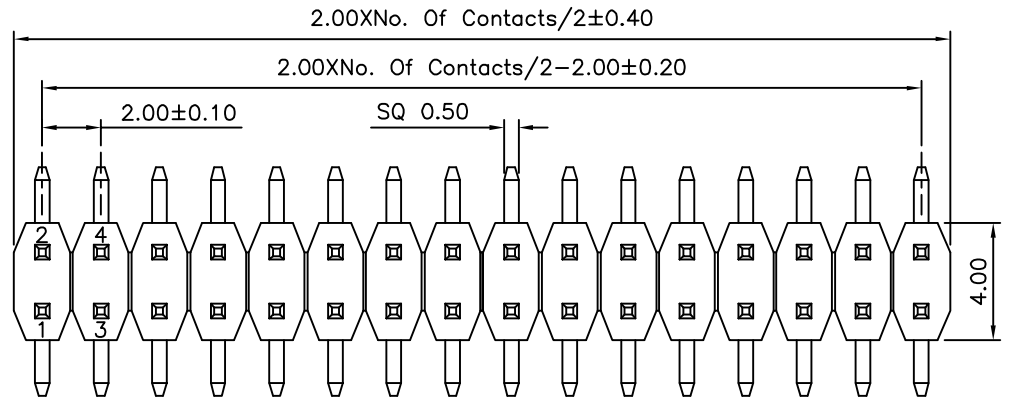 2.00XNo. Of Contacts/2±0.40
2.00XNo. Of Contacts/2-2.00±0.20
2.00±0.10
SQ 0.50
2 4
4.00
1 3